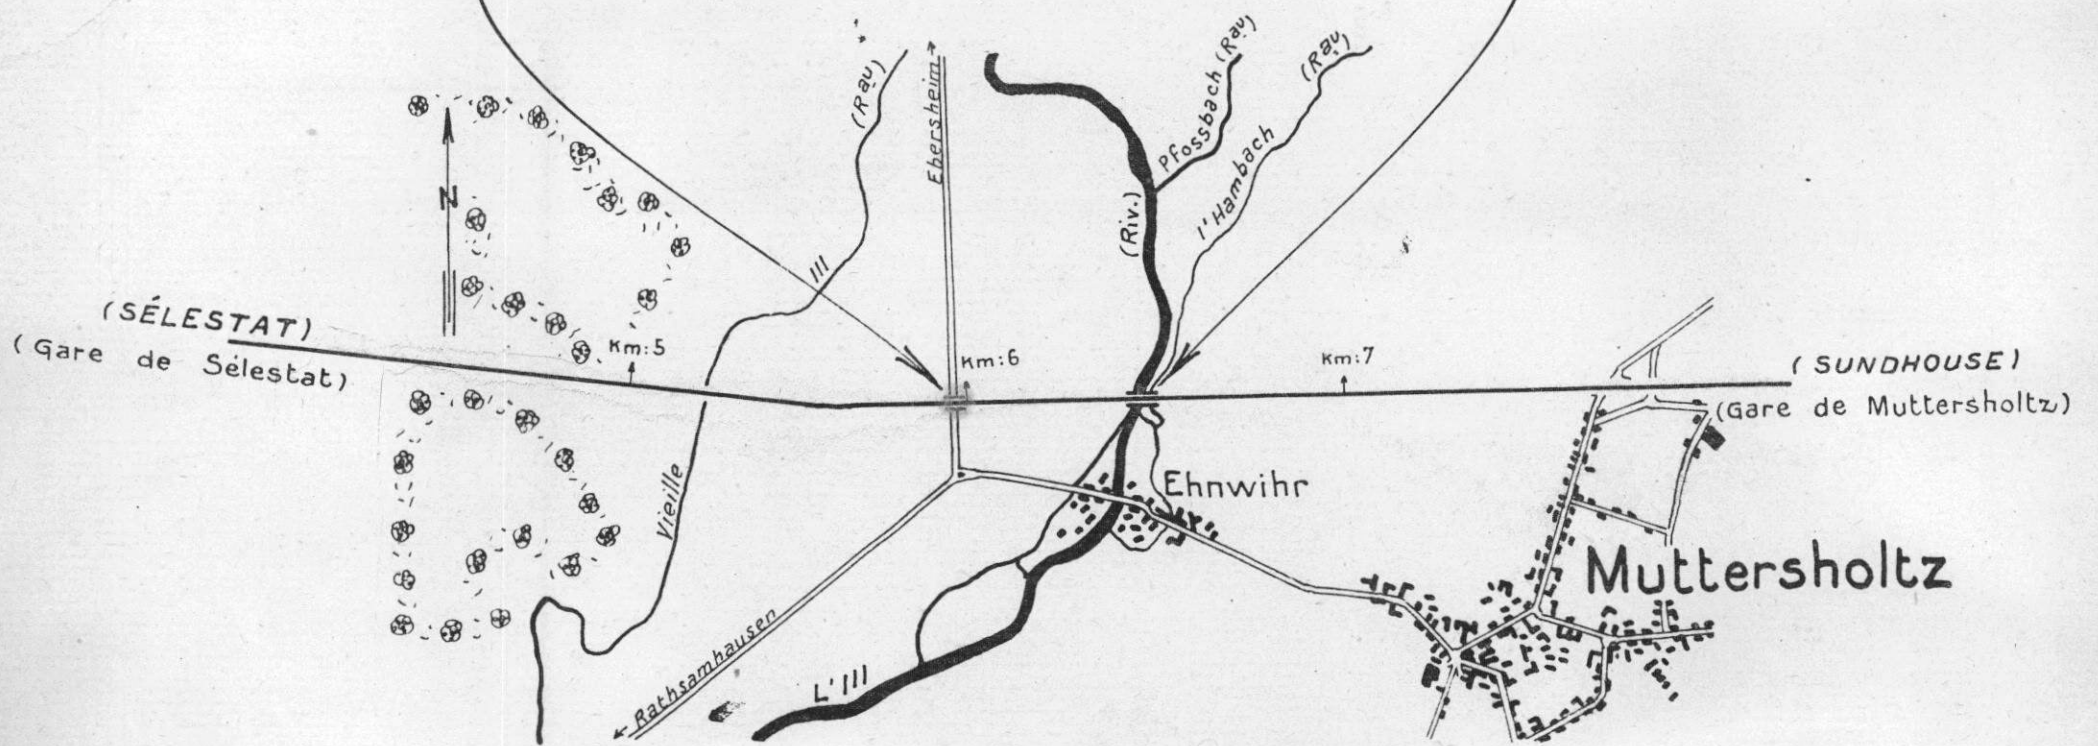 (Rau)
Ebersheim
Pfossbach (Rau)
(Rau)
l'Hambach
N
(Riv.)
Ill
(SÉLESTAT)
(Gare de Sélestat)
Km:5
Km:6
Km:7
(SUNDHOUSE)
(Gare de Muttersholtz)
Vieille
Ehnwihr
Muttersholtz
Rathsamhausen
L'Ill